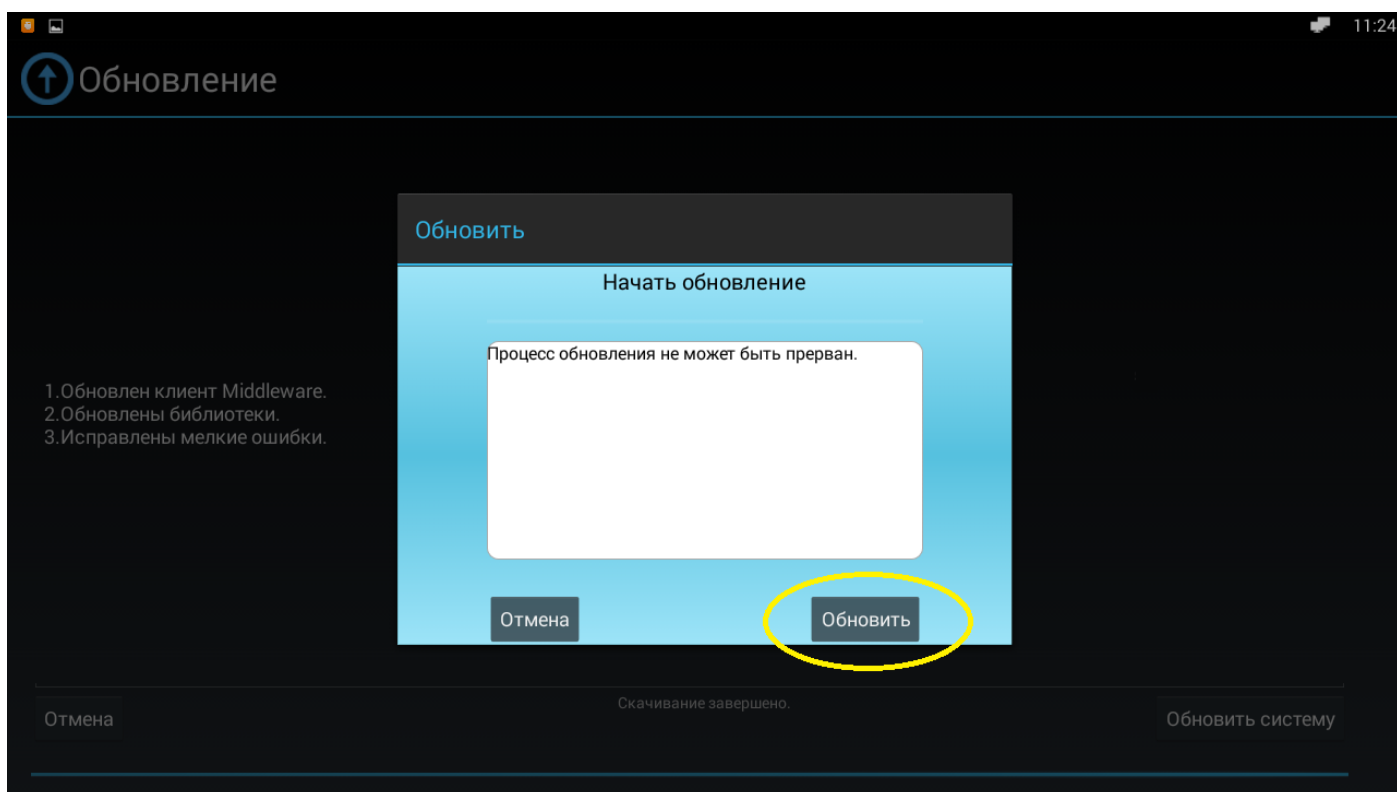 11:24
Обновление
Обновить
Начать обновление
Процесс обновления не может быть прерван.
1.Обновлен клиент Middleware.
2.Обновлены библиотеки.
3.Исправлены мелкие ошибки.
Отмена
Обновить
Скачивание завершено.
Отмена
Обновить систему